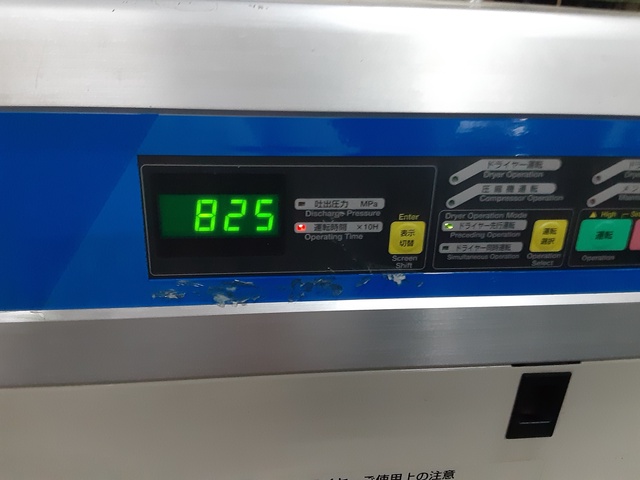 825
吐出圧力 MPa
Discharge Pressure
運転時間 ×10H
Operating Time
Enter
表示
切替
Screen
Shift
ドライヤー運転
Dryer Operation
圧縮機運転
Compressor Operation
Dryer Operation Mode
ドライヤー先行運転
Preceding Operation
ドライヤー同時運転
Simultaneous Operation
運転
選択
Operation
Select
High
運転
Operation
ご使用上の注意